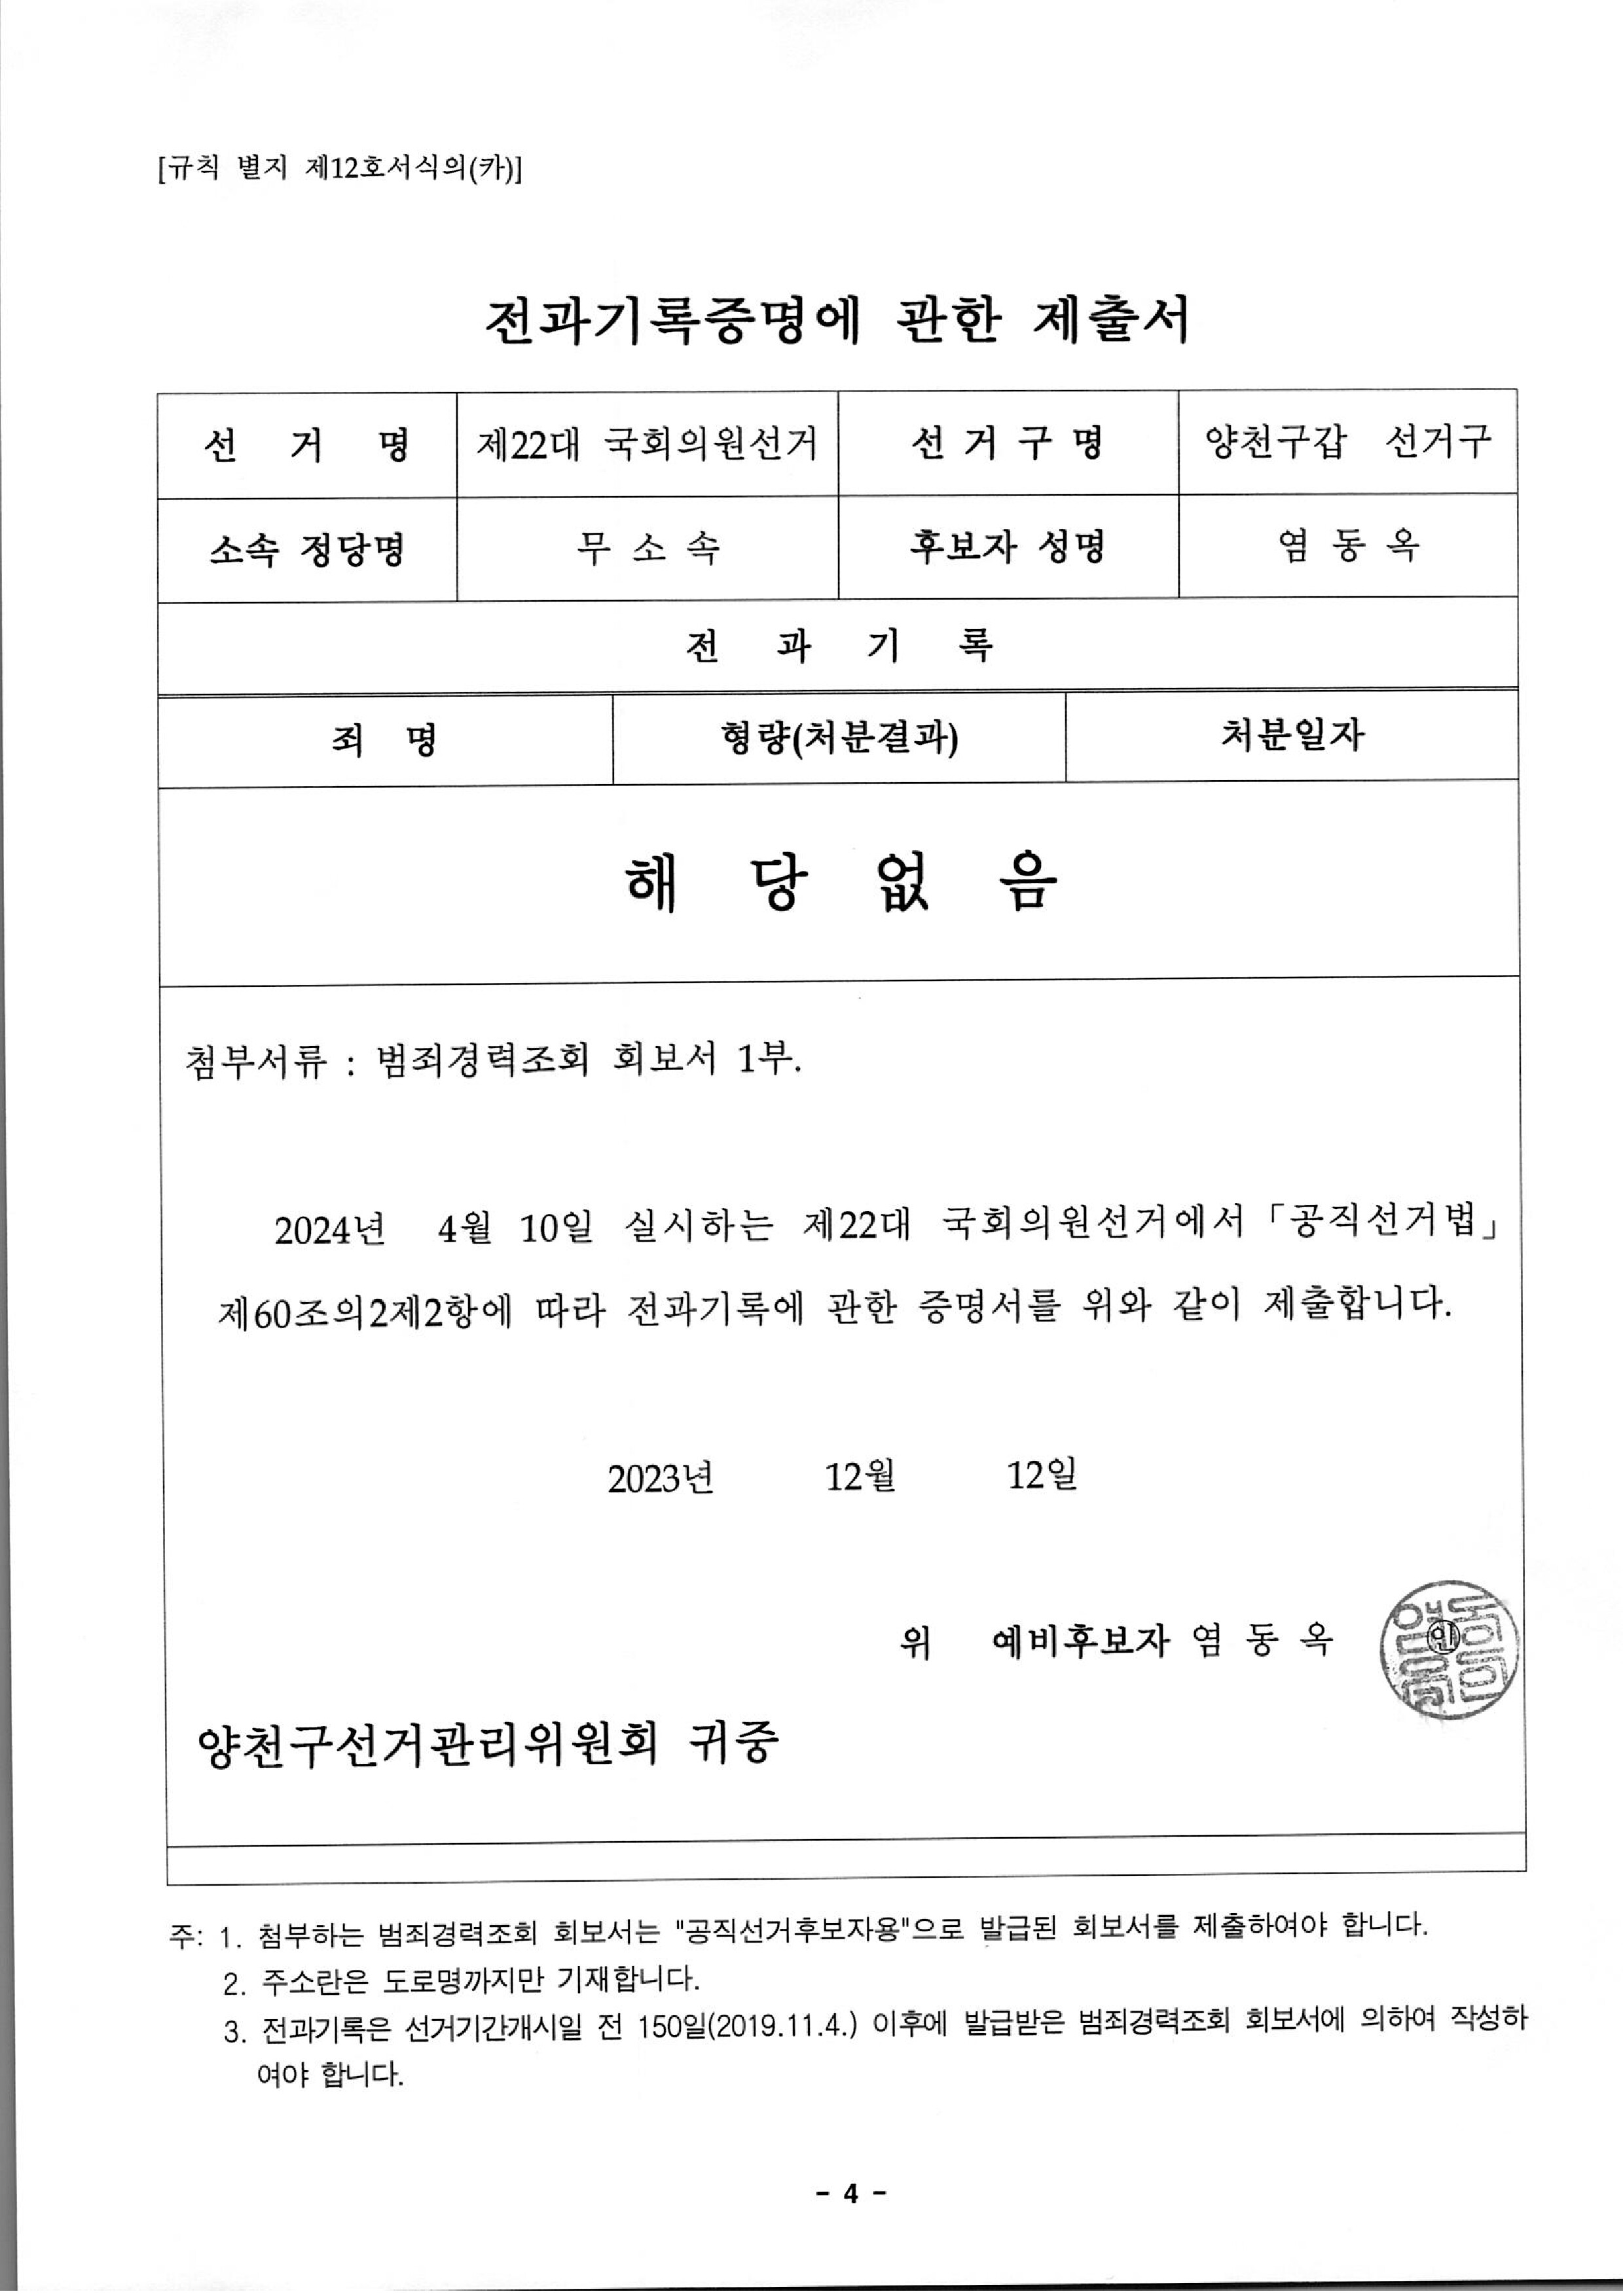 [규칙 별지 제12호서식의(카)]
전과기록증명에 관한 제출서
선 거 명 제22대 국회의원선거 선 거 구 명 양천구갑 선거구
소속 정당명 무 소 속 후보자 성명 염 동 옥
전 과 기 록
죄 명 형량(처분결과) 처분일자
해 당 없 음
첨부서류 : 범죄경력조회 회보서 1부.
2024년 4월 10일 실시하는 제22대 국회의원선거에서「공직선거법」
제60조의2제2항에 따라 전과기록에 관한 증명서를 위와 같이 제출합니다.
2023년 12월 12일
위 예비후보자 염 동 옥 ㊞
양천구선거관리위원회 귀중
주: 1. 첨부하는 범죄경력조회 회보서는 "공직선거후보자용"으로 발급된 회보서를 제출하여야 합니다.
2. 주소란은 도로명까지만 기재합니다.
3. 전과기록은 선거기간개시일 전 150일(2019.11.4.) 이후에 발급받은 범죄경력조회 회보서에 의하여 작성하
여야 합니다.
- 4 -